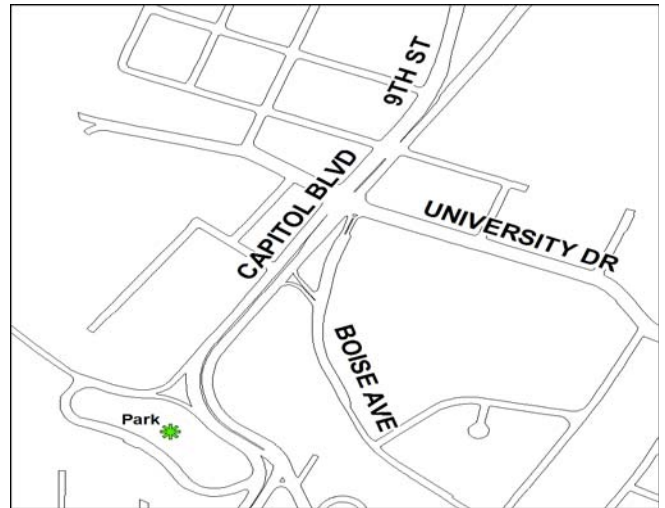 9TH ST
CAPITOL BLVD
UNIVERSITY DR
BOISE AVE
Park